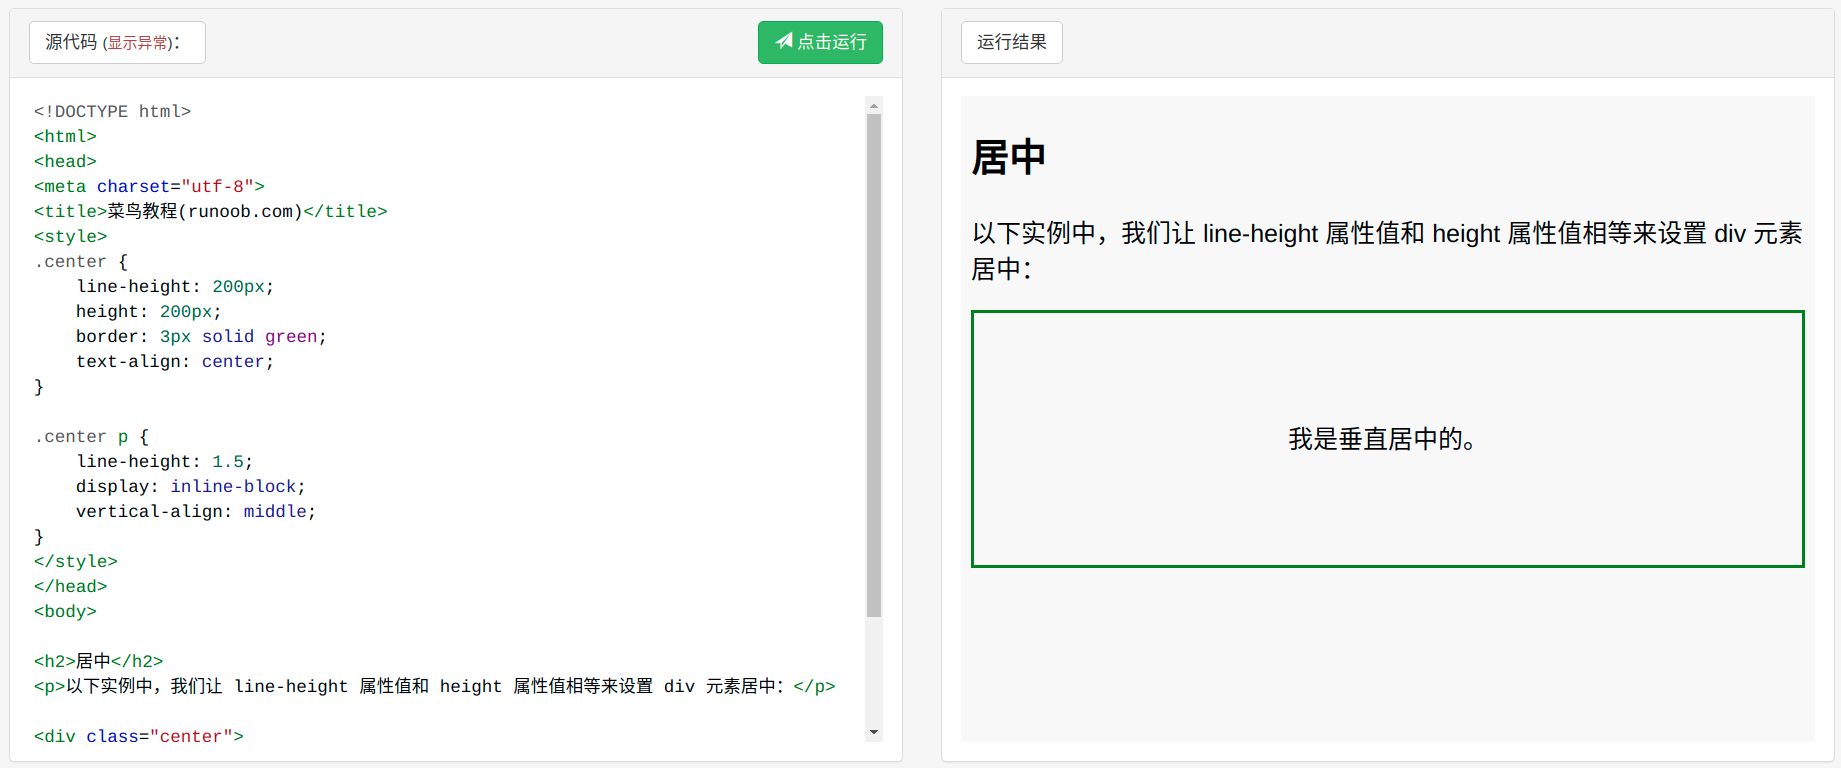 源代码 (显示异常)：
点击运行
<!DOCTYPE html>
<html>
<head>
<meta charset="utf-8">
<title>菜鸟教程(runoob.com)</title>
<style>
.center {
    line-height: 200px;
    height: 200px;
    border: 3px solid green;
    text-align: center;
}
.center p {
    line-height: 1.5;
    display: inline-block;
    vertical-align: middle;
}
</style>
</head>
<body>
<h2>居中</h2>
<p>以下实例中，我们让 line-height 属性值和 height 属性值相等来设置 div 元素居中：</p>
<div class="center">
运行结果
居中
以下实例中，我们让 line-height 属性值和 height 属性值相等来设置 div 元素
居中：
我是垂直居中的。